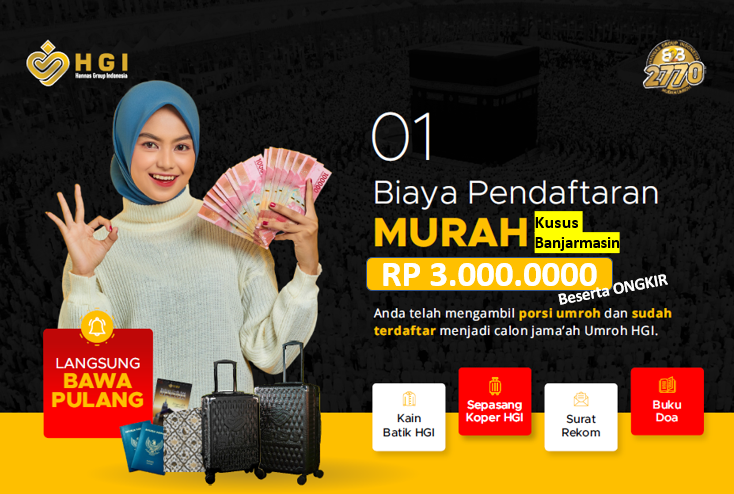 HGI
Hannas Group Indonesia
2770
01
Biaya Pendaftaran
MURAH
Kusus
Banjarmasin
RP 3.000.0000
Beserta ONGKIR
Anda telah mengambil porsi umroh dan sudah
terdaftar menjadi calon jama'ah Umroh HGI.
LANGSUNG
BAWA
PULANG
Kain
Batik HGI
Sepasang
Koper HGI
Surat
Rekom
Buku
Doa